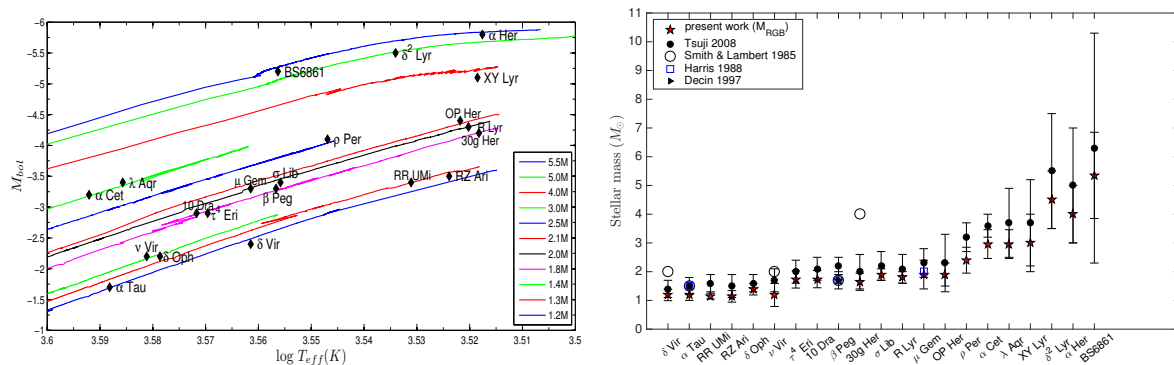 -6
-5.5
-5
-4.5
-4
-3.5
-3
-2.5
-2
-1.5
-1
M_bol
3.6
3.59
3.58
3.57
3.56
3.55
3.54
3.53
3.52
3.51
3.5
log T_eff(K)
α Her
δ² Lyr
BS6861
XY Lyr
OP Her
R Lyr
30g Her
ρ Per
λ Aqr
α Cet
μ Gem
σ Lib
β Peg
RR UMi
RZ Ari
10 Dra
τ⁴ Eri
ν Vir
δ Oph
δ Vir
α Tau
5.5M
5.0M
4.0M
3.0M
2.5M
2.1M
2.0M
1.8M
1.4M
1.3M
1.2M
11
10
9
8
7
6
5
4
3
2
1
0
Stellar mass (M⊙)
present work (M_RGB)
Tsuji 2008
Smith & Lambert 1985
Harris 1988
Decin 1997
δ Vir
α Tau
RR UMi
RZ Ari
δ Oph
ν Vir
τ⁴ Eri
10 Dra
β Peg
30g Her
σ Lib
R Lyr
μ Gem
OP Her
ρ Per
α Cet
λ Aqr
XY Lyr
δ² Lyr
α Her
BS6861